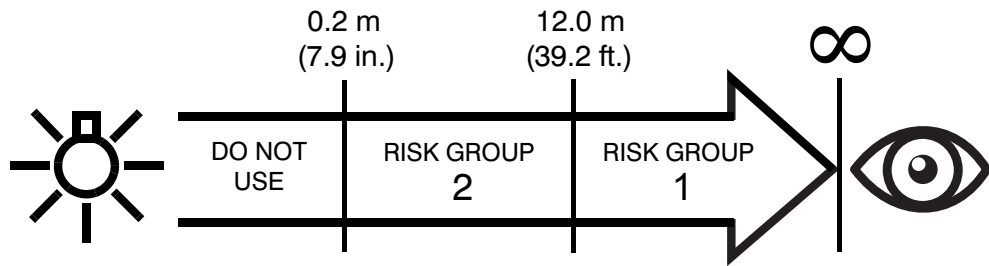 0.2 m
(7.9 in.)
12.0 m
(39.2 ft.)
∞
DO NOT
USE
RISK GROUP
2
RISK GROUP
1